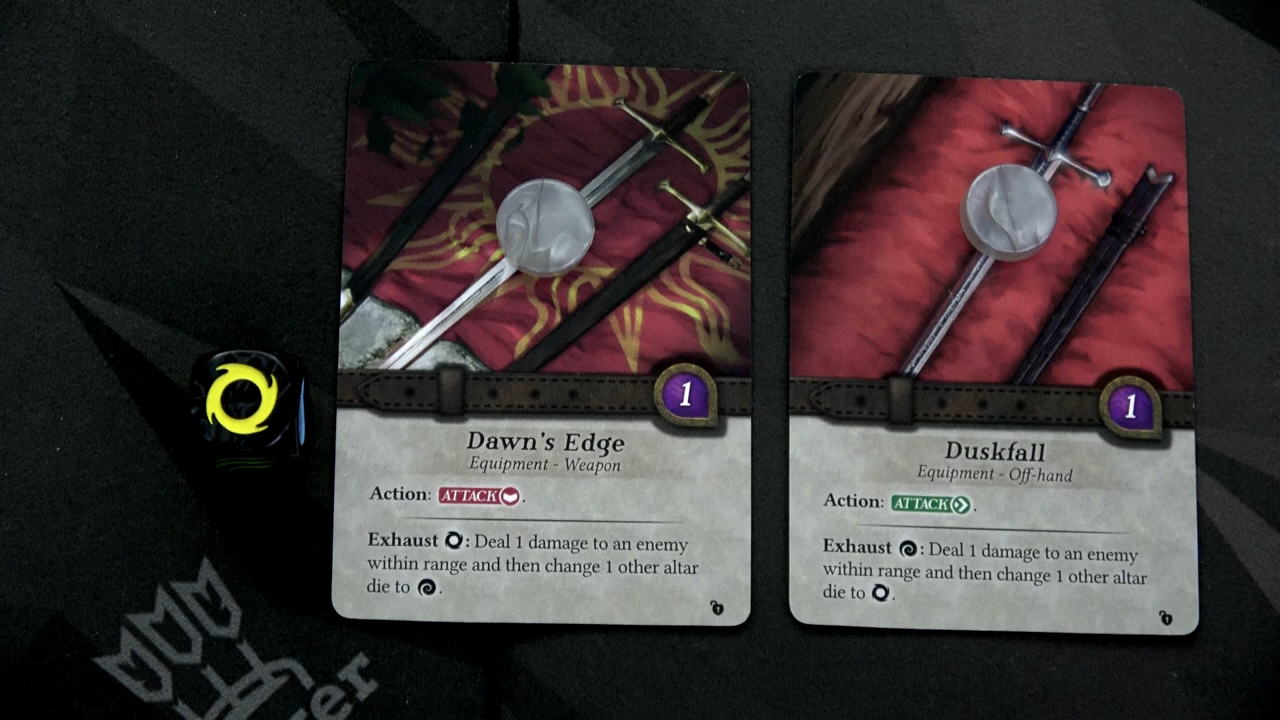 1
Dawn's Edge
Equipment - Weapon
Action: ATTACK.
Exhaust : Deal 1 damage to an enemy
within range and then change 1 other altar
die to .
1
Duskfall
Equipment - Off-hand
Action: ATTACK.
Exhaust : Deal 1 damage to an enemy
within range and then change 1 other altar
die to .